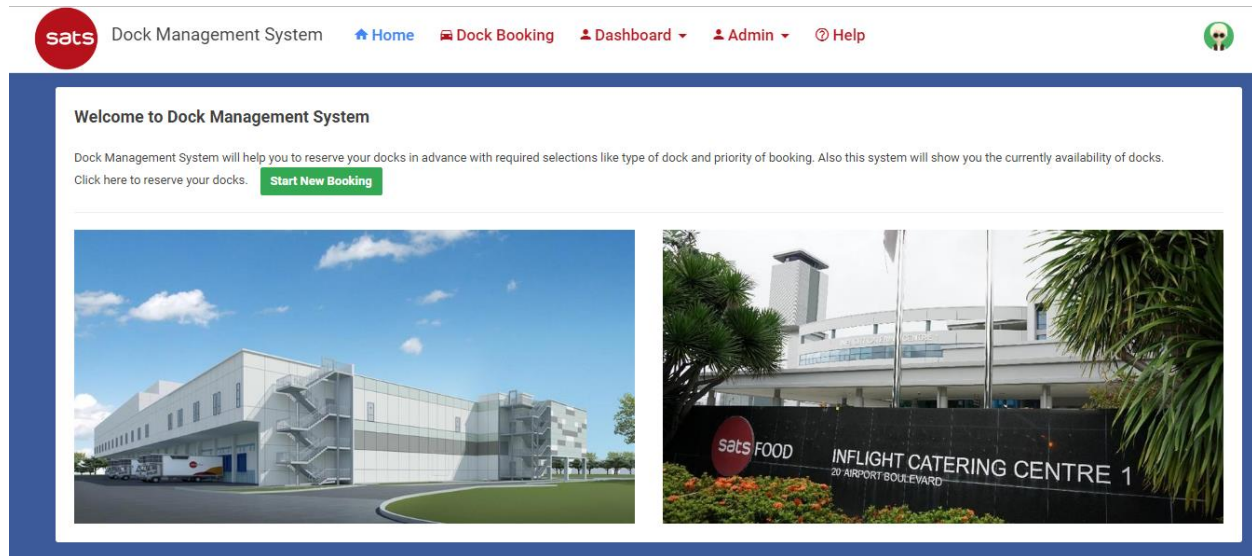 sats
Dock Management System
Home
Dock Booking
Dashboard
Admin
Help
Welcome to Dock Management System
Dock Management System will help you to reserve your docks in advance with required selections like type of dock and priority of booking. Also this system will show you the currently availability of docks.
Click here to reserve your docks. Start New Booking
sats FOOD
INFLIGHT CATERING CENTRE 1
20 AIRPORT BOULEVARD